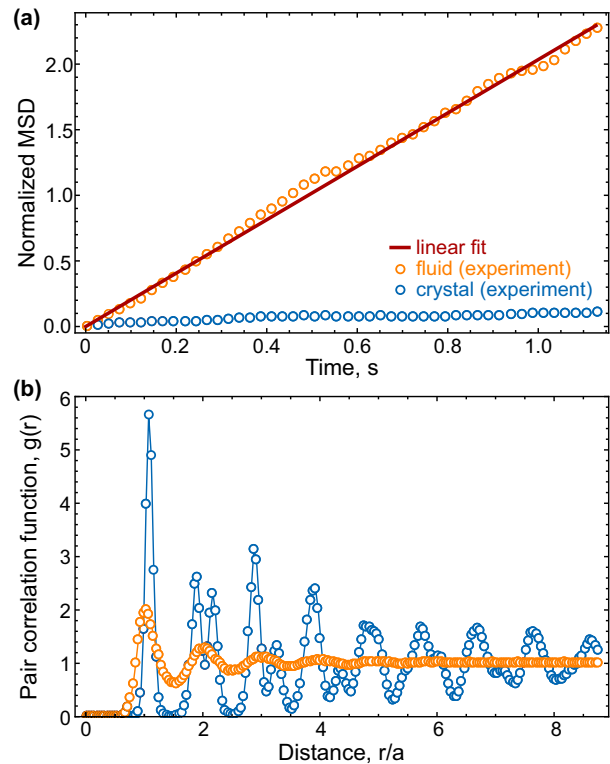 (a)
Normalized MSD
2.0
1.5
1.0
0.5
0.0
linear fit
fluid (experiment)
crystal (experiment)
0 0.2 0.4 0.6 0.8 1.0
Time, s
(b)
Pair correlation function, g(r)
6
5
4
3
2
1
0
0 2 4 6 8
Distance, r/a